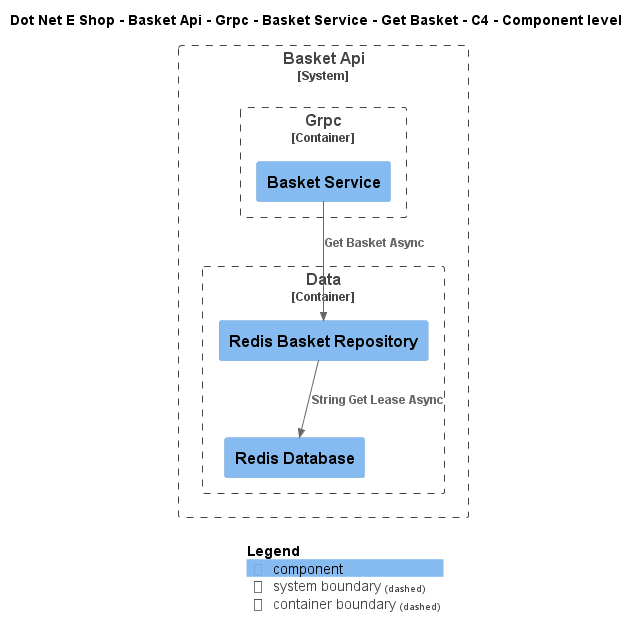 Dot Net E Shop - Basket Api - Grpc - Basket Service - Get Basket - C4 - Component level
Basket Api
[System]
Grpc
[Container]
Basket Service
Get Basket Async
Data
[Container]
Redis Basket Repository
String Get Lease Async
Redis Database
Legend
component
system boundary (dashed)
container boundary (dashed)